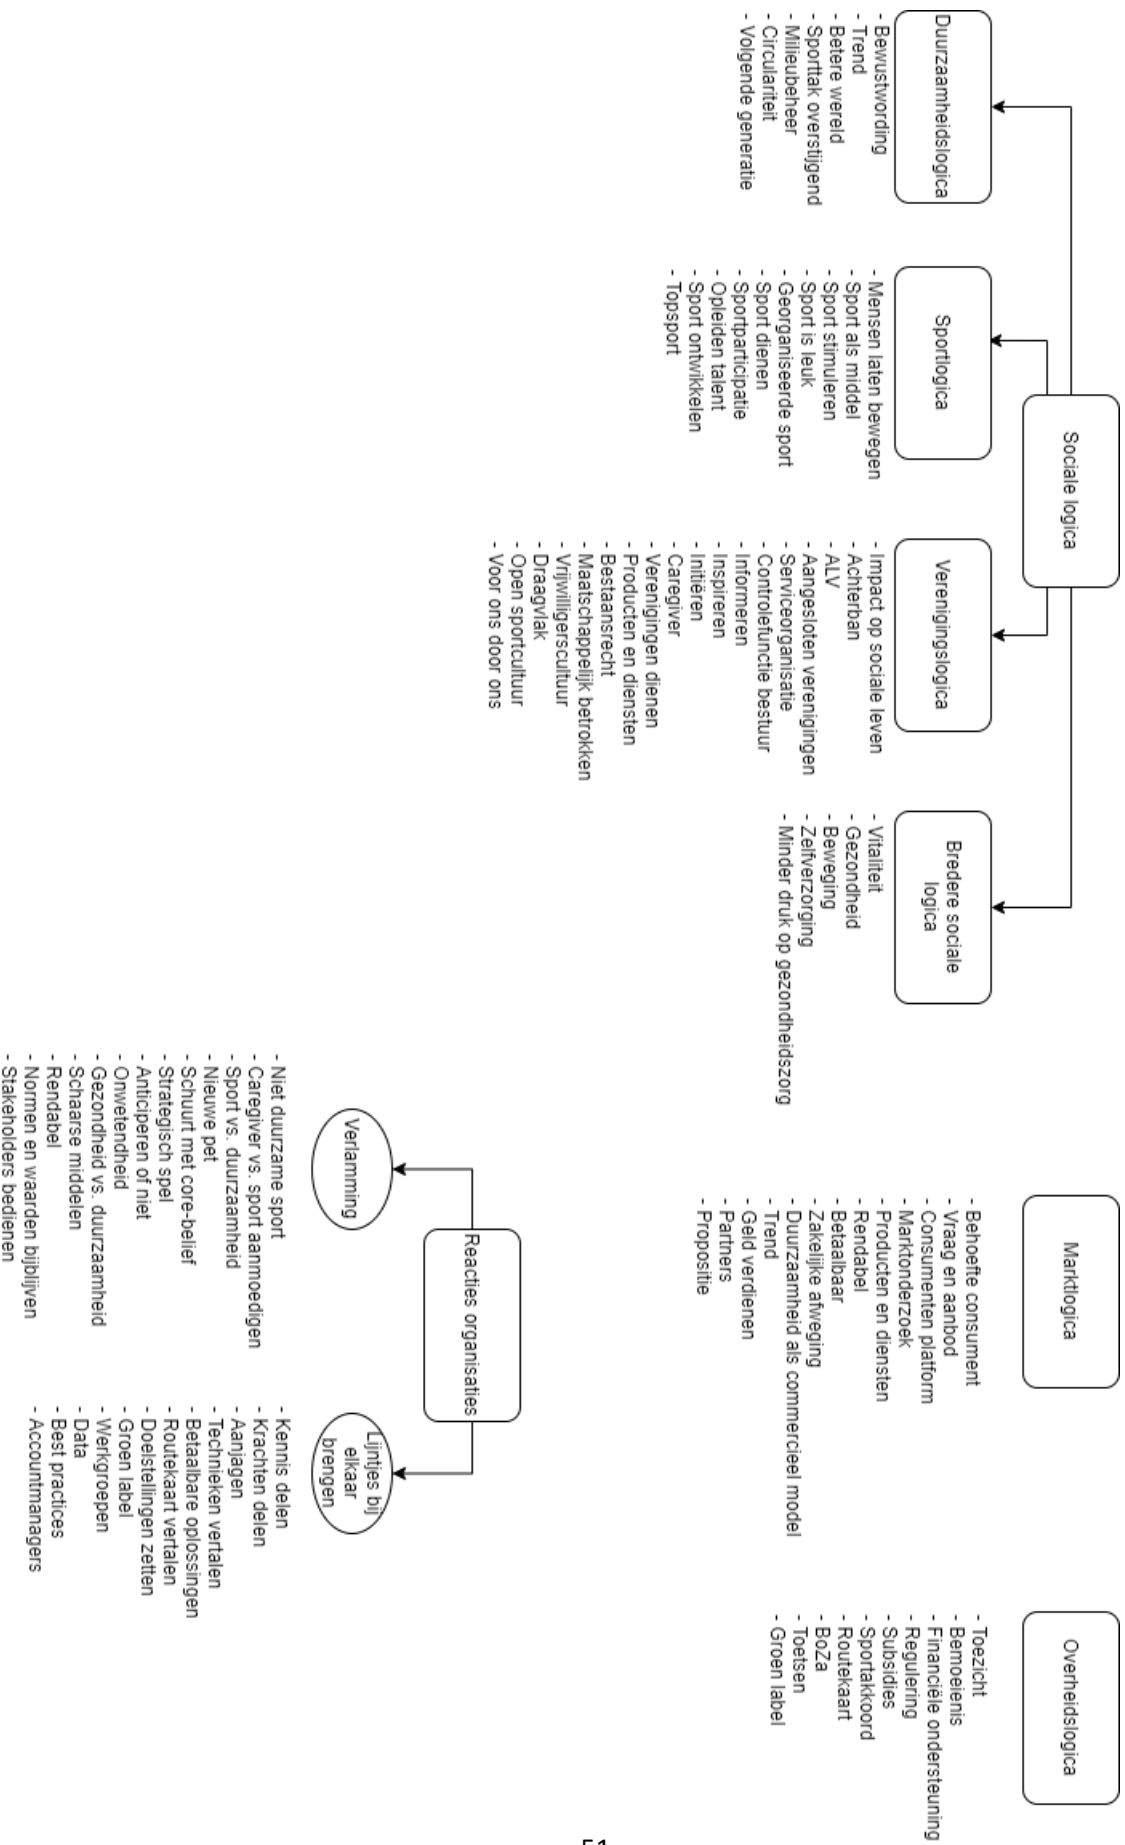 Sociale logica
Duurzaamheidslogica
- Bewustwording
- Trend
- Betere wereld
- Sporttak overstijgend
- Milieubeheer
- Circulariteit
- Volgende generatie
Sportlogica
- Mensen laten bewegen
- Sport als middel
- Sport stimuleren
- Sport is leuk
- Georganiseerde sport
- Sport dienen
- Sportparticipatie
- Opleiden talent
- Sport ontwikkelen
- Topsport
Verenigingslogica
- Impact op sociale leven
- Achterban
- ALV
- Aangesloten verenigingen
- Serviceorganisatie
- Controlefunctie bestuur
- Informeren
- Inspireren
- Initiëren
- Caregiver
- Verenigingen dienen
- Producten en diensten
- Bestaansrecht
- Maatschappelijk betrokken
- Vrijwilligerscultuur
- Draagvlak
- Open sportcultuur
- Voor ons door ons
Bredere sociale
logica
- Vitaliteit
- Gezondheid
- Beweging
- Zelfverzorging
- Minder druk op gezondheidszorg
Marktlogica
- Behoefte consument
- Vraag en aanbod
- Consumenten platform
- Marktonderzoek
- Producten en diensten
- Rendabel
- Betaalbaar
- Zakelijke afweging
- Duurzaamheid als commercieel model
- Trend
- Geld verdienen
- Partners
- Propositie
Overheidslogica
- Toezicht
- Bemoeienis
- Financiële ondersteuning
- Regulering
- Subsidies
- Sportakkoord
- Routekaart
- BoZa
- Toetsen
- Groen label
Reacties organisaties
Verlamming
- Niet duurzame sport
- Caregiver vs. sport aanmoedigen
- Sport vs. duurzaamheid
- Nieuwe pet
- Schuurt met core-belief
- Strategisch spel
- Anticiperen of niet
- Onwetendheid
- Gezondheid vs. duurzaamheid
- Schaarse middelen
- Rendabel
- Normen en waarden bijblijven
- Stakeholders bedienen
Lijntjes bij
elkaar
brengen
- Kennis delen
- Krachten delen
- Aanjagen
- Technieken vertalen
- Betaalbare oplossingen
- Routekaart vertalen
- Doelstellingen zetten
- Groen label
- Werkgroepen
- Data
- Best practices
- Accountmanagers